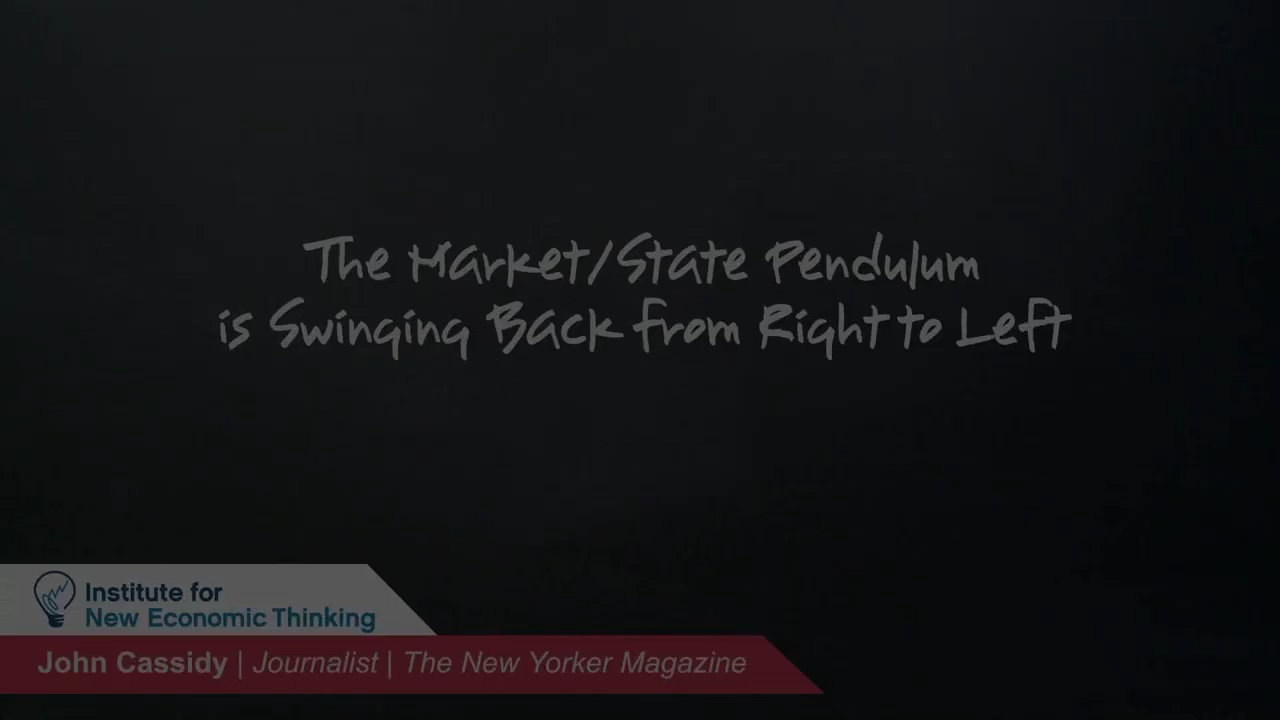 The Market/State Pendulum
is Swinging Back from Right to Left
Institute for
New Economic Thinking
John Cassidy | Journalist | The New Yorker Magazine